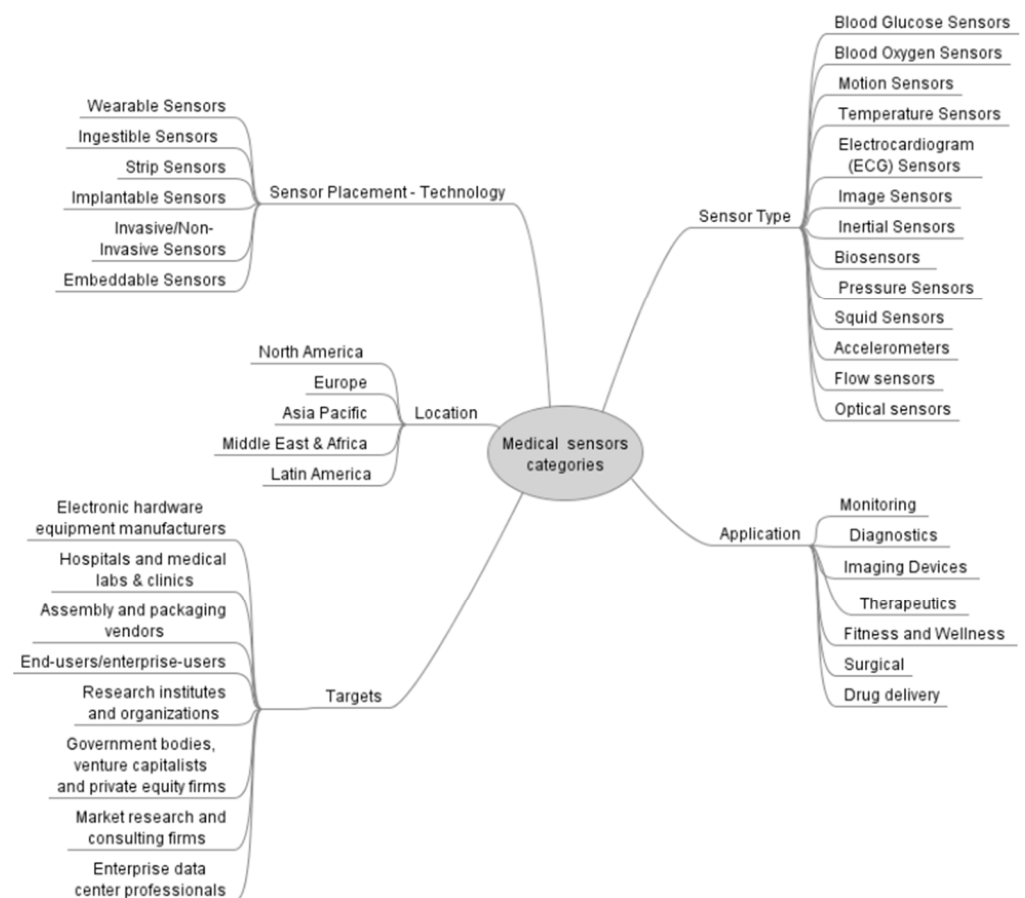 Medical sensors
categories
Sensor Placement - Technology
Wearable Sensors
Ingestible Sensors
Strip Sensors
Implantable Sensors
Invasive/Non-
Invasive Sensors
Embeddable Sensors
Location
North America
Europe
Asia Pacific
Middle East & Africa
Latin America
Targets
Electronic hardware
equipment manufacturers
Hospitals and medical
labs & clinics
Assembly and packaging
vendors
End-users/enterprise-users
Research institutes
and organizations
Government bodies,
venture capitalists
and private equity firms
Market research and
consulting firms
Enterprise data
center professionals
Sensor Type
Blood Glucose Sensors
Blood Oxygen Sensors
Motion Sensors
Temperature Sensors
Electrocardiogram
(ECG) Sensors
Image Sensors
Inertial Sensors
Biosensors
Pressure Sensors
Squid Sensors
Accelerometers
Flow sensors
Optical sensors
Application
Monitoring
Diagnostics
Imaging Devices
Therapeutics
Fitness and Wellness
Surgical
Drug delivery